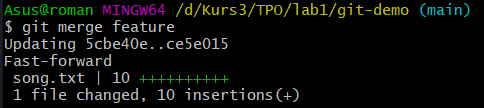 Asus@roman MINGW64 /d/Kurs3/TPO/lab1/git-demo (main)
$ git merge feature
Updating 5cbe40e..ce5e015
Fast-forward
 song.txt | 10 ++++++++++
 1 file changed, 10 insertions(+)